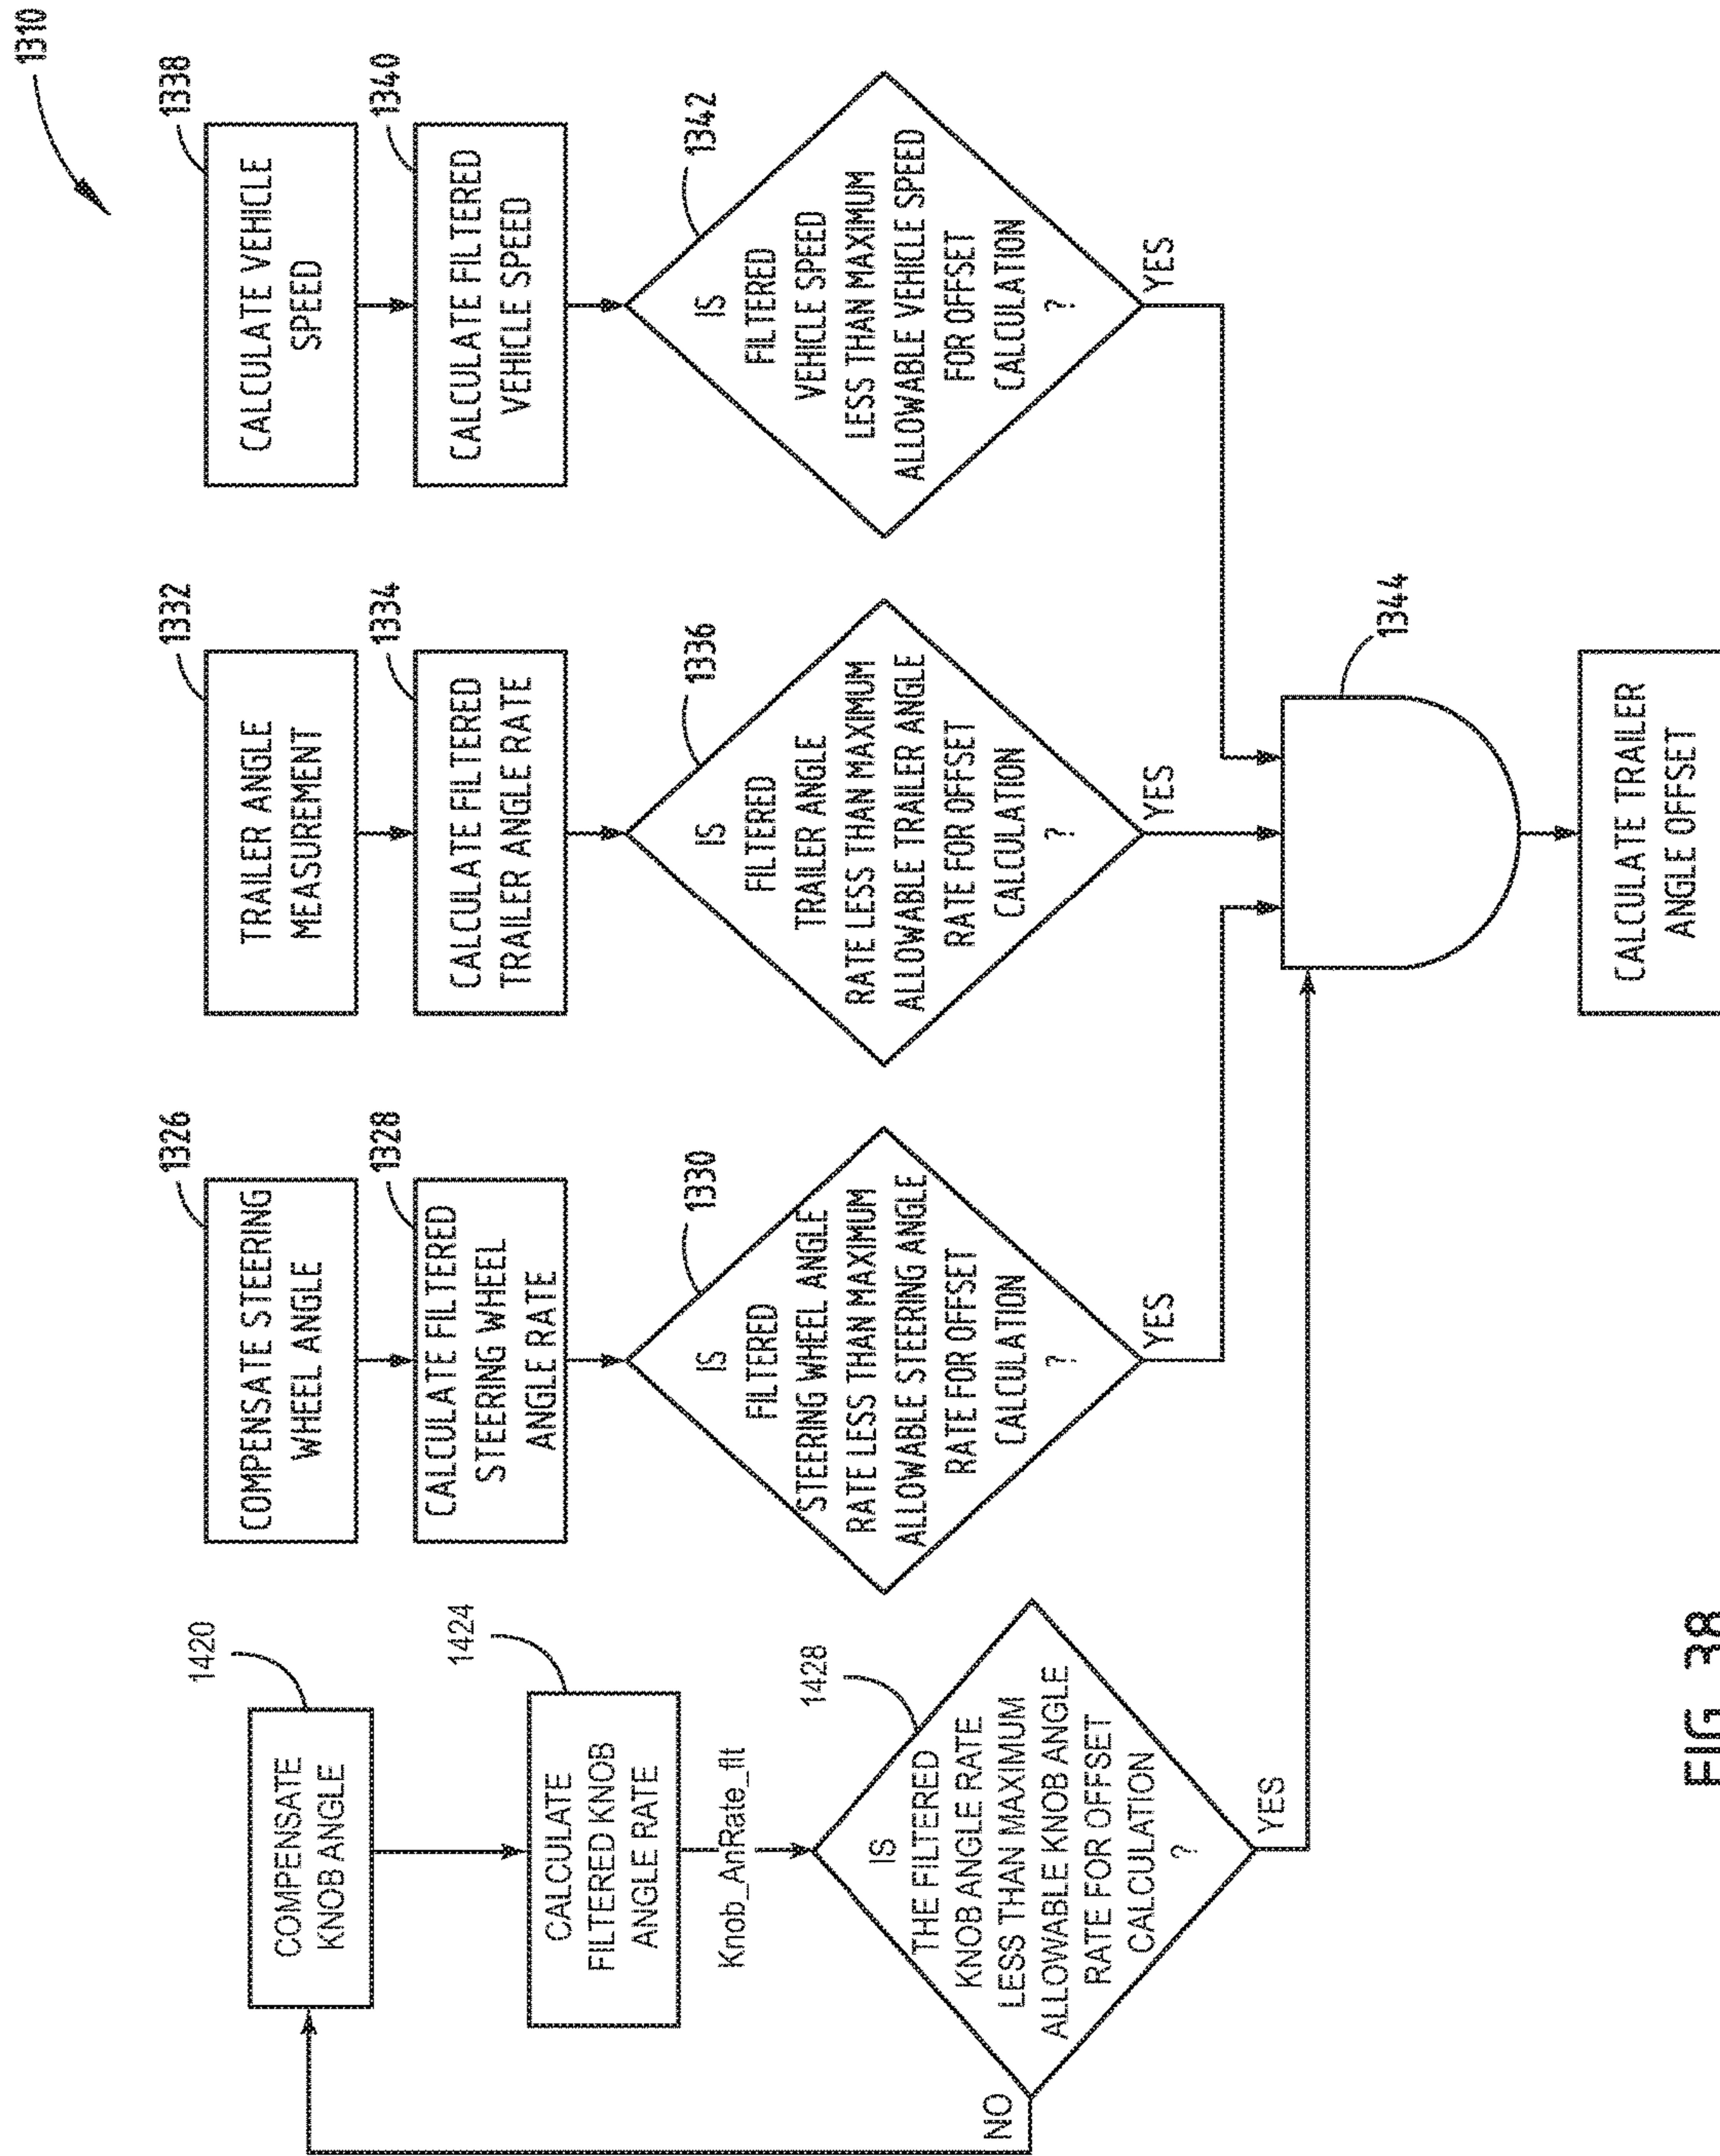 1310
1420
COMPENSATE
KNOB ANGLE
1424
CALCULATE
FILTERED KNOB
ANGLE RATE
Knob_AnRate_flt
1428
IS
THE FILTERED
KNOB ANGLE RATE
LESS THAN MAXIMUM
ALLOWABLE KNOB ANGLE
RATE FOR OFFSET
CALCULATION
?
NO
YES
1326
COMPENSATE STEERING
WHEEL ANGLE
1328
CALCULATE FILTERED
STEERING WHEEL
ANGLE RATE
1330
IS
FILTERED
STEERING WHEEL ANGLE
RATE LESS THAN MAXIMUM
ALLOWABLE STEERING ANGLE
RATE FOR OFFSET
CALCULATION
?
YES
1332
TRAILER ANGLE
MEASUREMENT
1334
CALCULATE FILTERED
TRAILER ANGLE RATE
1336
IS
FILTERED
TRAILER ANGLE
RATE LESS THAN MAXIMUM
ALLOWABLE TRAILER ANGLE
RATE FOR OFFSET
CALCULATION
?
YES
1338
CALCULATE VEHICLE
SPEED
1340
CALCULATE FILTERED
VEHICLE SPEED
1342
IS
FILTERED
VEHICLE SPEED
LESS THAN MAXIMUM
ALLOWABLE VEHICLE SPEED
FOR OFFSET
CALCULATION
?
YES
1344
CALCULATE TRAILER
ANGLE OFFSET
FIG. 38